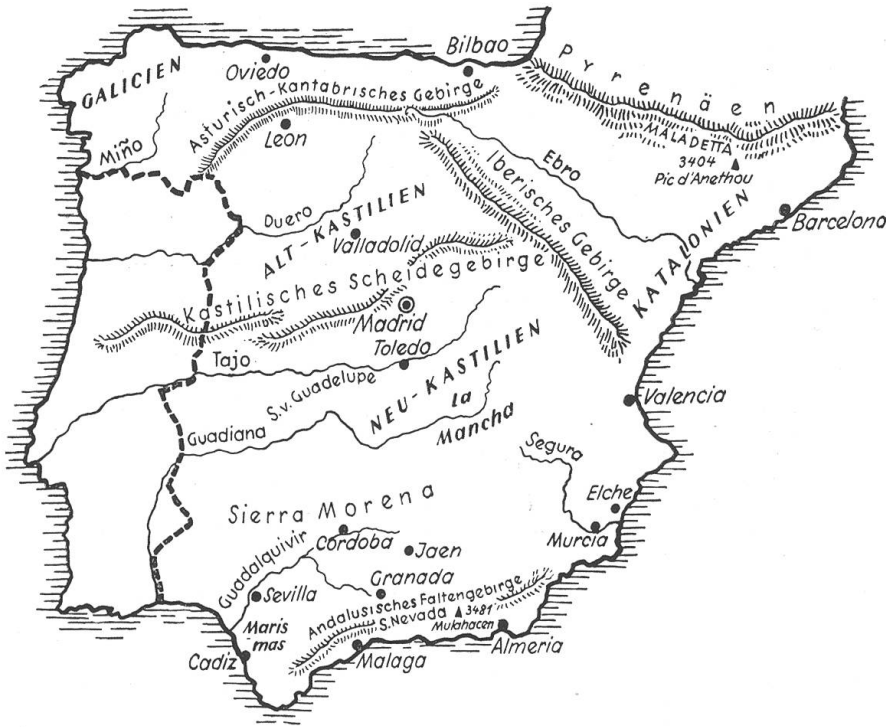 Bilbao
Pyrenäen
Oviedo
GALICIEN
Asturisch-Kantabrisches Gebirge
León
MALADETTA
3404
Pic d'Anethou
Miño
Ebro
Iberisches Gebirge
Duero
ALT-KASTILIEN
Valladolid
KATALONIEN
Barcelona
Kastilisches Scheidegebirge
Madrid
Tajo
Toledo
S.v. Guadelupe
NEU-KASTILIEN
la
Mancha
Valencia
Guadiana
Segura
Elche
Sierra Morena
Murcia
Guadalquivir
Cordoba
Jaen
Sevilla
Granada
Andalusisches Faltengebirge
S.Nevada
3481
Mulahacen
Maris
mas
Cadiz
Malaga
Almeria